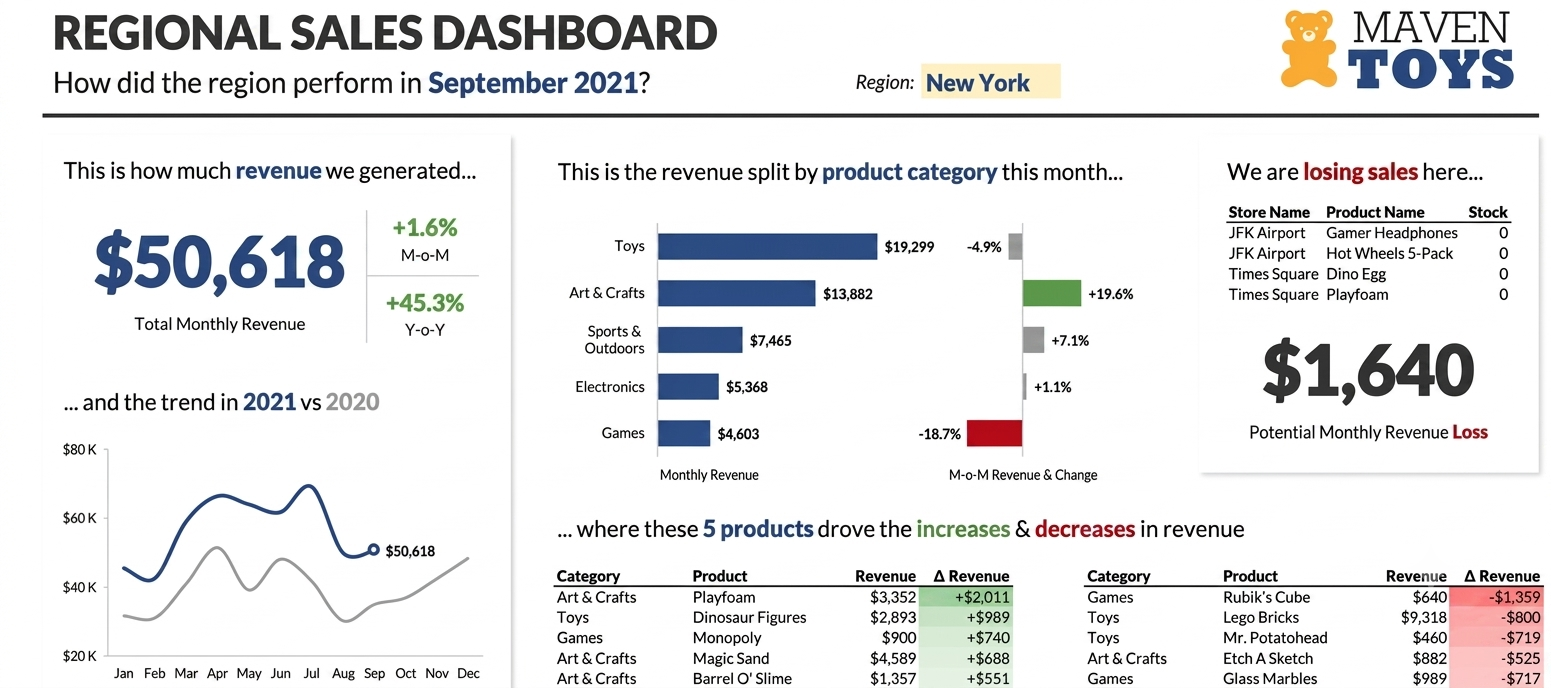 REGIONAL SALES DASHBOARD
How did the region perform in September 2021?
Region: New York
MAVEN
TOYS
This is how much revenue we generated...
$50,618
Total Monthly Revenue
+1.6%
M-o-M
+45.3%
Y-o-Y
... and the trend in 2021 vs 2020
$80 K
$60 K
$40 K
$20 K
$50,618
Jan Feb Mar Apr May Jun Jul Aug Sep Oct Nov Dec
This is the revenue split by product category this month...
Toys $19,299 -4.9%
Art & Crafts $13,882 +19.6%
Sports &
Outdoors $7,465 +7.1%
Electronics $5,368 +1.1%
Games $4,603 -18.7%
Monthly Revenue M-o-M Revenue & Change
We are losing sales here...
Store Name Product Name Stock
JFK Airport Gamer Headphones 0
JFK Airport Hot Wheels 5-Pack 0
Times Square Dino Egg 0
Times Square Playfoam 0
$1,640
Potential Monthly Revenue Loss
... where these 5 products drove the increases & decreases in revenue
Category Product Revenue Δ Revenue
Art & Crafts Playfoam $3,352 +$2,011
Toys Dinosaur Figures $2,893 +$989
Games Monopoly $900 +$740
Art & Crafts Magic Sand $4,589 +$688
Art & Crafts Barrel O' Slime $1,357 +$551
Category Product Revenue Δ Revenue
Games Rubik's Cube $640 -$1,359
Toys Lego Bricks $9,318 -$800
Toys Mr. Potatohead $460 -$719
Art & Crafts Etch A Sketch $882 -$525
Games Glass Marbles $989 -$717